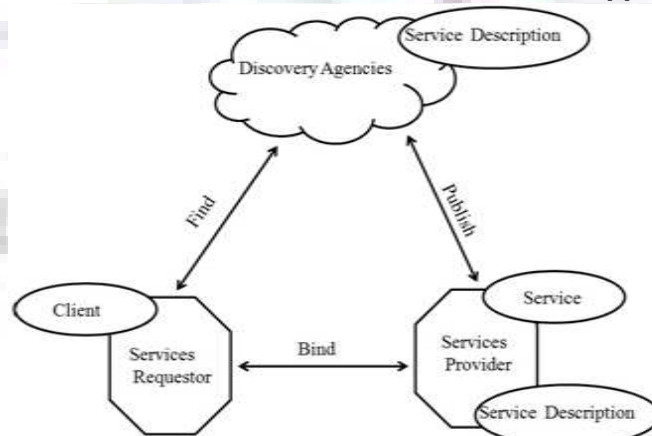 Service Description
Discovery Agencies
Find
Publish
Client
Service
Services
Requestor
Bind
Services
Provider
Service Description